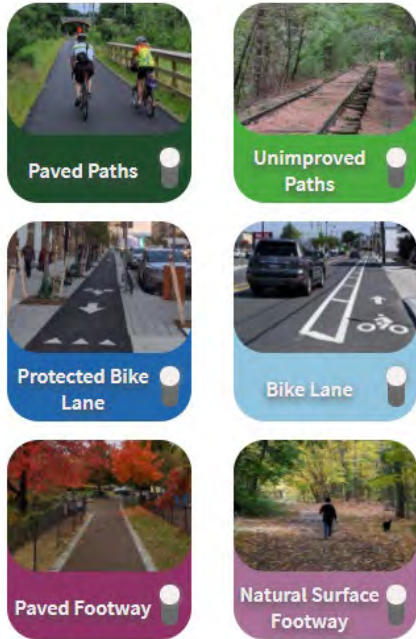 Paved Paths
Unimproved
Paths
Protected Bike
Lane
Bike Lane
Paved Footway
Natural Surface
Footway